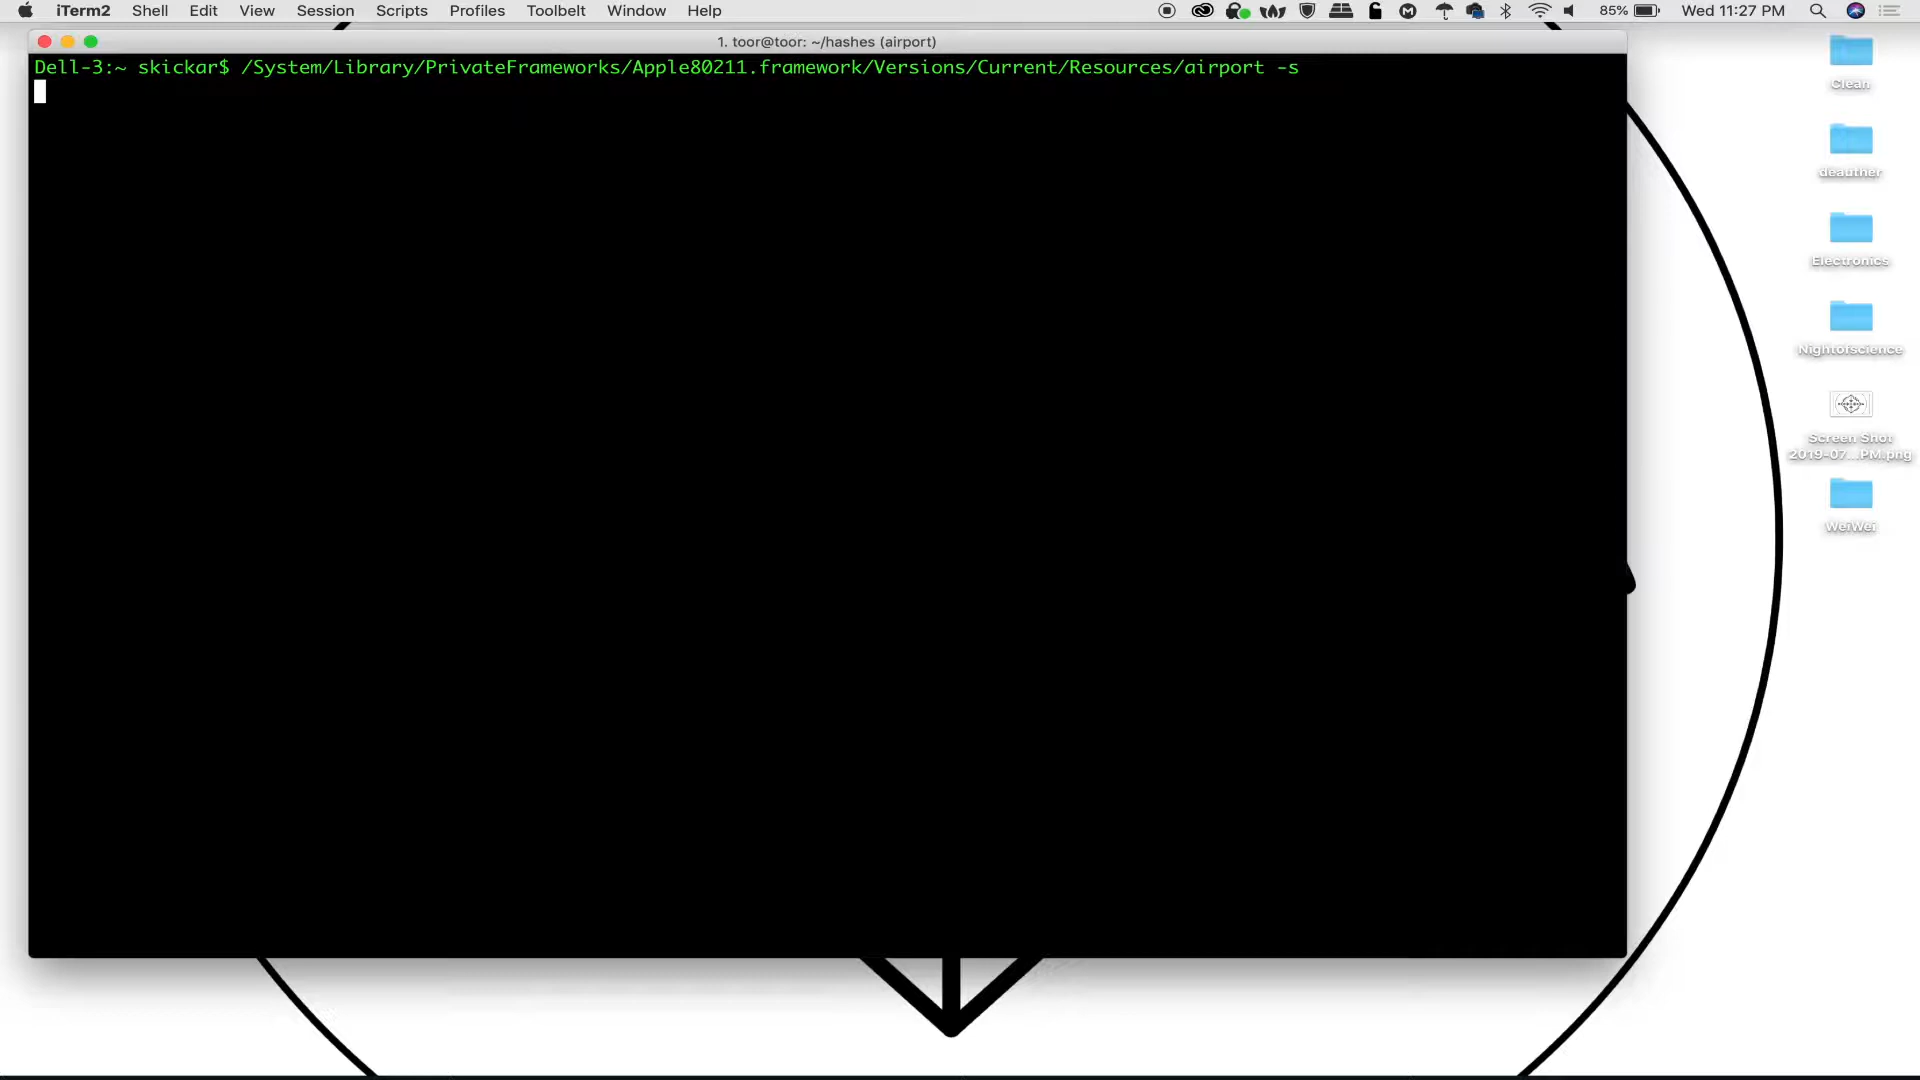 iTerm2 Shell Edit View Session Scripts Profiles Toolbelt Window Help 85% Wed 11:27 PM
1. toor@toor: ~/hashes (airport)
Dell-3:~ skickar$ /System/Library/PrivateFrameworks/Apple80211.framework/Versions/Current/Resources/airport -s
Clean
deauther
Electronics
Nightofscience
Screen Shot
2019-07...PM.png
WeiWei